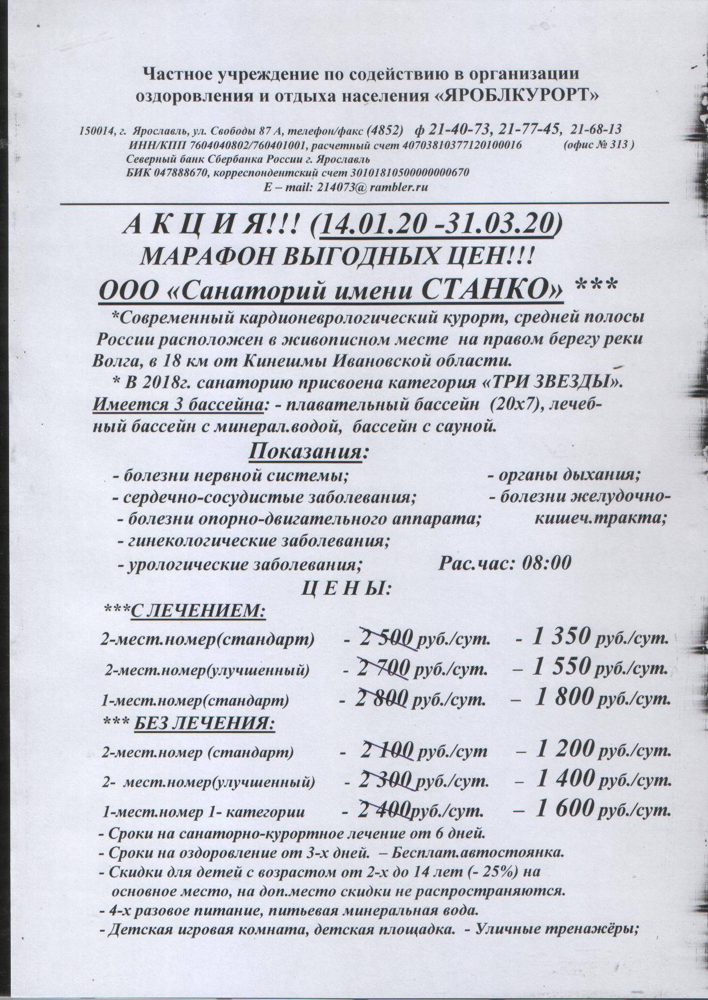 Частное учреждение по содействию в организации
оздоровления и отдыха населения «ЯРОБЛКУРОРТ»
150014, г. Ярославль, ул. Свободы 87 А, телефон/факс (4852) ф 21-40-73, 21-77-45, 21-68-13
ИНН/КПП 7604040802/760401001, расчетный счет 40703810377120100016 (офис № 313 )
Северный банк Сбербанка России г. Ярославль
БИК 047888670, корреспондентский счет 30101810500000000670
E – mail: 214073@ rambler.ru
А К Ц И Я!!! (14.01.20 -31.03.20)
МАРАФОН ВЫГОДНЫХ ЦЕН!!!
ООО «Санаторий имени СТАНКО» ***
*Современный кардионеврологический курорт, средней полосы
России расположен в живописном месте на правом берегу реки
Волга, в 18 км от Кинешмы Ивановской области.
* В 2018г. санаторию присвоена категория «ТРИ ЗВЕЗДЫ».
Имеется 3 бассейна: - плавательный бассейн (20х7), лечеб-
ный бассейн с минерал.водой, бассейн с сауной.
Показания:
- болезни нервной системы; - органы дыхания;
- сердечно-сосудистые заболевания; - болезни желудочно-
- болезни опорно-двигательного аппарата; кишеч.тракта;
- гинекологические заболевания;
- урологические заболевания; Рас.час: 08:00
Ц Е Н Ы:
***С ЛЕЧЕНИЕМ:
2-мест.номер(стандарт) - 2 500 руб./сут. - 1 350 руб./сут.
2-мест.номер(улучшенный) - 2 700 руб./сут. – 1 550 руб./сут.
1-мест.номер(стандарт) - 2 800 руб./сут. – 1 800 руб./сут.
*** БЕЗ ЛЕЧЕНИЯ:
2-мест.номер (стандарт) - 2 100 руб./сут – 1 200 руб./сут.
2- мест.номер(улучшенный) - 2 300 руб./сут. – 1 400 руб./сут.
1-мест.номер 1- категории - 2 400руб./сут. – 1 600 руб./сут.
- Сроки на санаторно-курортное лечение от 6 дней.
- Сроки на оздоровление от 3-х дней. – Бесплат.автостоянка.
- Скидки для детей с возрастом от 2-х до 14 лет (- 25%) на
основное место, на доп.место скидки не распространяются.
- 4-х разовое питание, питьевая минеральная вода.
- Детская игровая комната, детская площадка. - Уличные тренажёры;